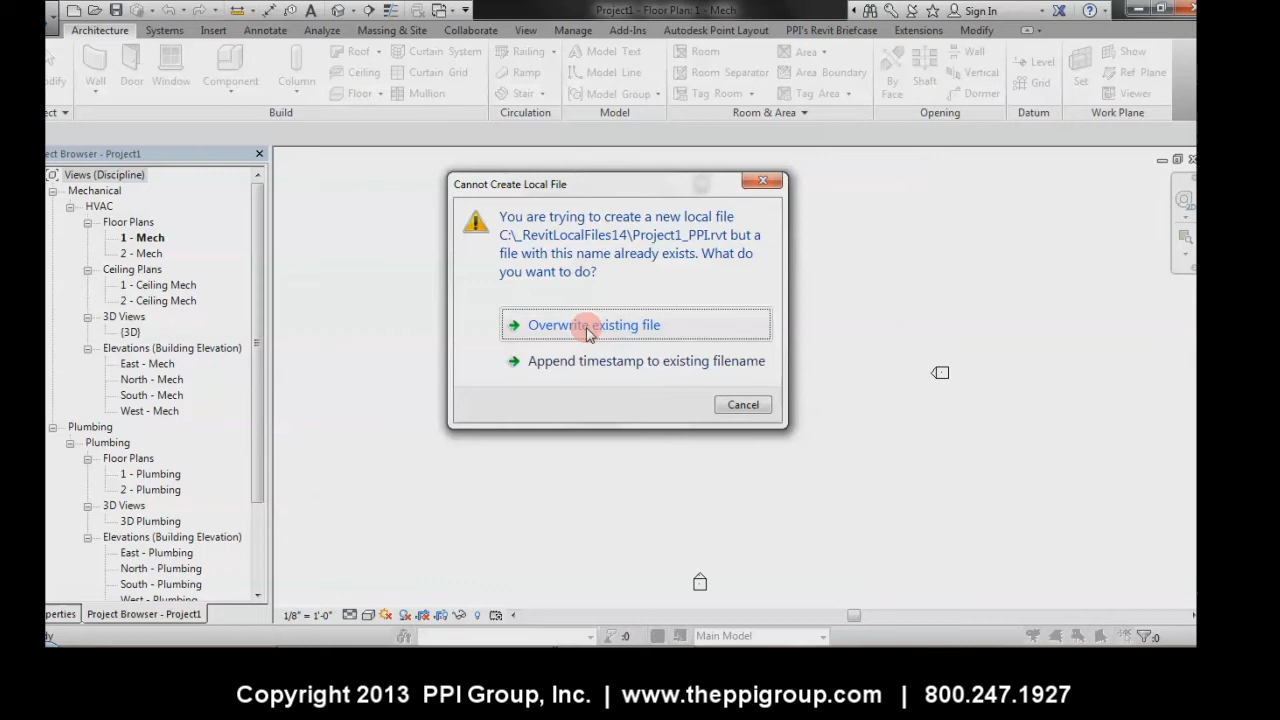 Project1 - Floor Plan: 1 - Mech
Sign In
Architecture Systems Insert Annotate Analyze Massing & Site Collaborate View Manage Add-Ins Autodesk Point Layout PPI's Revit Briefcase Extensions Modify
odify Wall Door Window Component Column
Roof Curtain System
Ceiling Curtain Grid
Floor Mullion
Railing
Ramp
Stair
Model Text
Model Line
Model Group
Room Area
Room Separator Area Boundary
Tag Room Tag Area
By Face Shaft
Wall
Vertical
Dormer
Level
Grid
Set
Show
Ref Plane
Viewer
ect Build Circulation Model Room & Area Opening Datum Work Plane
ect Browser - Project1
Views (Discipline)
Mechanical
HVAC
Floor Plans
1 - Mech
2 - Mech
Ceiling Plans
1 - Ceiling Mech
2 - Ceiling Mech
3D Views
{3D}
Elevations (Building Elevation)
East - Mech
North - Mech
South - Mech
West - Mech
Plumbing
Plumbing
Floor Plans
1 - Plumbing
2 - Plumbing
3D Views
3D Plumbing
Elevations (Building Elevation)
East - Plumbing
North - Plumbing
South - Plumbing
West - Plumbing
operties Project Browser - Project1
Cannot Create Local File
You are trying to create a new local file
C:\_RevitLocalFiles14\Project1_PPI.rvt but a
file with this name already exists. What do
you want to do?
Overwrite existing file
Append timestamp to existing filename
Cancel
1/8" = 1'-0"
dy :0 Main Model :0
Copyright 2013 PPI Group, Inc. | www.theppigroup.com | 800.247.1927